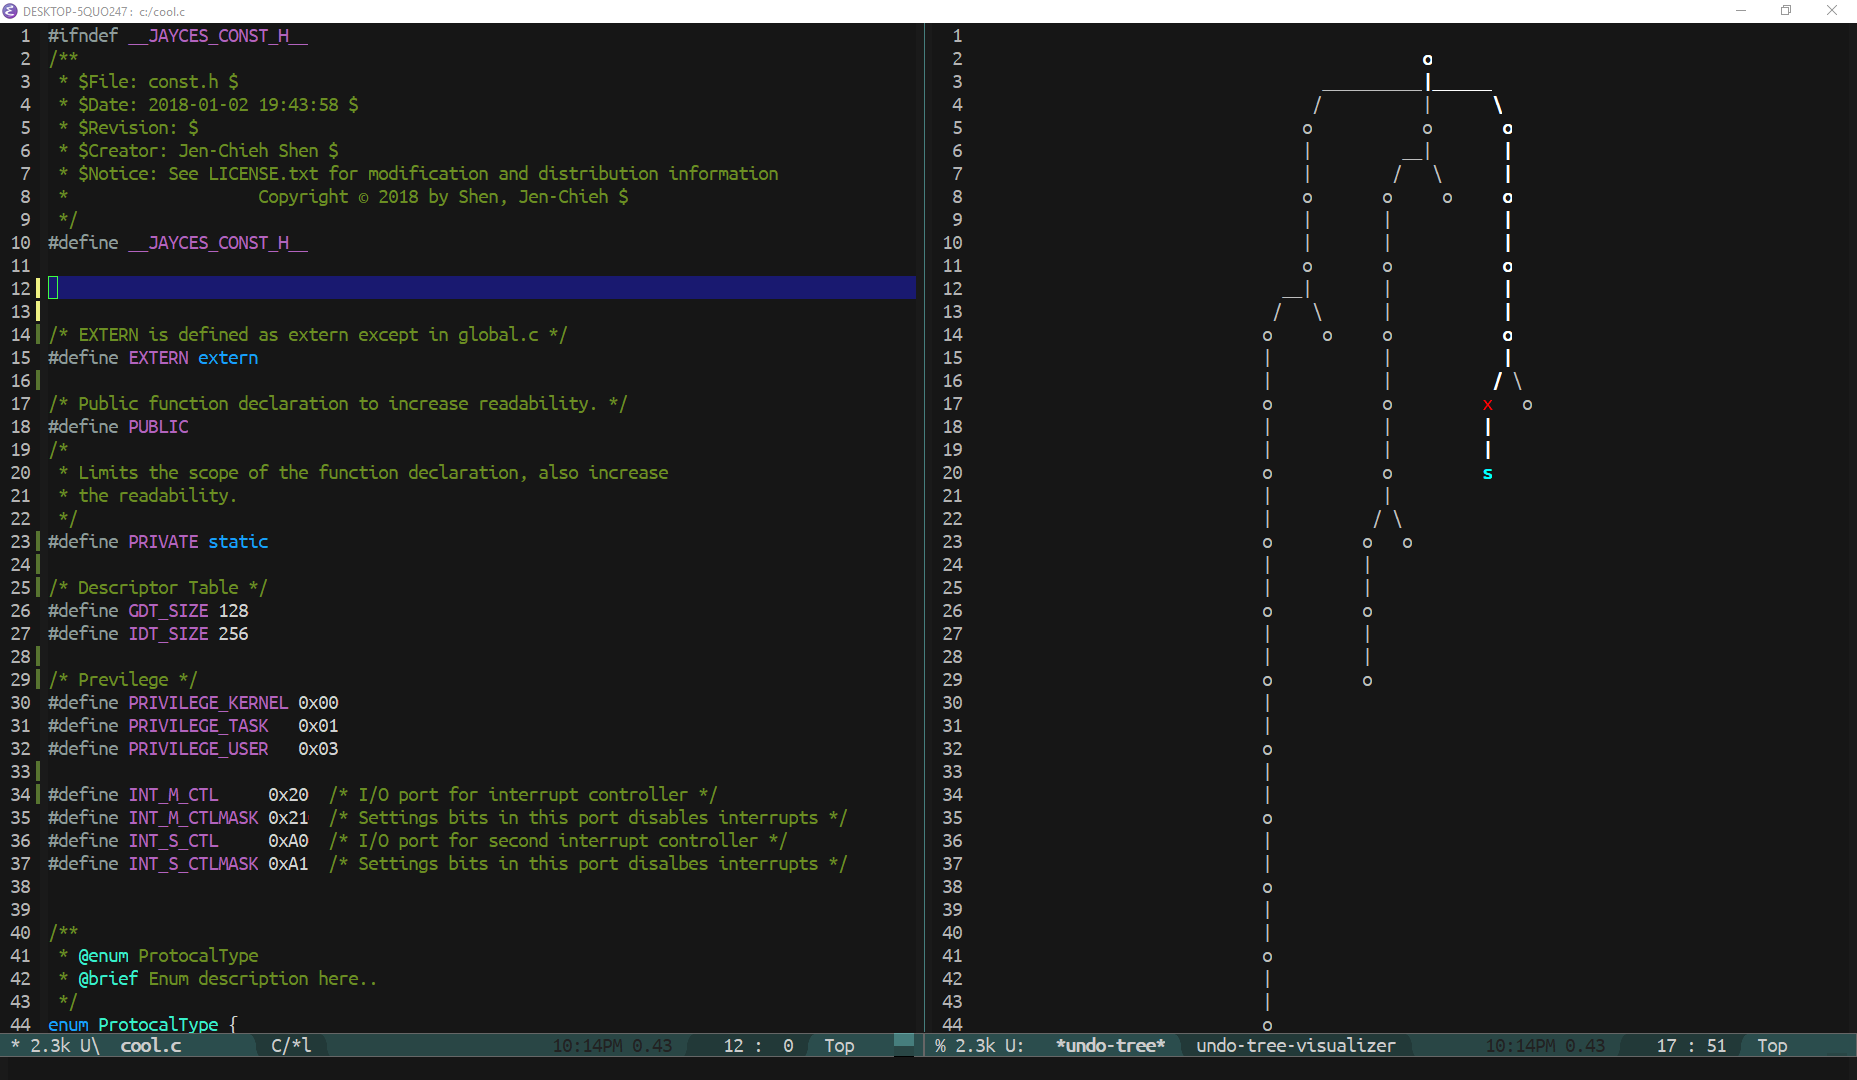 DESKTOP-5QUO247: c:/cool.c
1 #ifndef __JAYCES_CONST_H__
2 /**
3  * $File: const.h $
4  * $Date: 2018-01-02 19:43:58 $
5  * $Revision: $
6  * $Creator: Jen-Chieh Shen $
7  * $Notice: See LICENSE.txt for modification and distribution information
8  *                   Copyright © 2018 by Shen, Jen-Chieh $
9  */
10 #define __JAYCES_CONST_H__
11
12
13
14 /* EXTERN is defined as extern except in global.c */
15 #define EXTERN extern
16
17 /* Public function declaration to increase readability. */
18 #define PUBLIC
19 /*
20  * Limits the scope of the function declaration, also increase
21  * the readability.
22  */
23 #define PRIVATE static
24
25 /* Descriptor Table */
26 #define GDT_SIZE 128
27 #define IDT_SIZE 256
28
29 /* Previlege */
30 #define PRIVILEGE_KERNEL 0x00
31 #define PRIVILEGE_TASK   0x01
32 #define PRIVILEGE_USER   0x03
33
34 #define INT_M_CTL     0x20  /* I/O port for interrupt controller */
35 #define INT_M_CTLMASK 0x21  /* Settings bits in this port disables interrupts */
36 #define INT_S_CTL     0xA0  /* I/O port for second interrupt controller */
37 #define INT_S_CTLMASK 0xA1  /* Settings bits in this port disalbes interrupts */
38
39
40 /**
41  * @enum ProtocalType
42  * @brief Enum description here..
43  */
44 enum ProtocalType {
* 2.3k U\  cool.c  C/*l  10:14PM 0.43  12 :  0  Top
1
2 o
3 __________|______
4 / | \
5 o o o
6 | __| |
7 | / \ |
8 o o o o
9 | | |
10 | | |
11 o o o
12 __| | |
13 / \ | |
14 o o o o
15 | | |
16 | | / \
17 o o x o
18 | | |
19 | | |
20 o o s
21 | |
22 | / \
23 o o o
24 | |
25 | |
26 o o
27 | |
28 | |
29 o o
30 |
31 |
32 o
33 |
34 |
35 o
36 |
37 |
38 o
39 |
40 |
41 o
42 |
43 |
44 o
% 2.3k U:  *undo-tree*  undo-tree-visualizer  10:14PM 0.43  17 : 51  Top